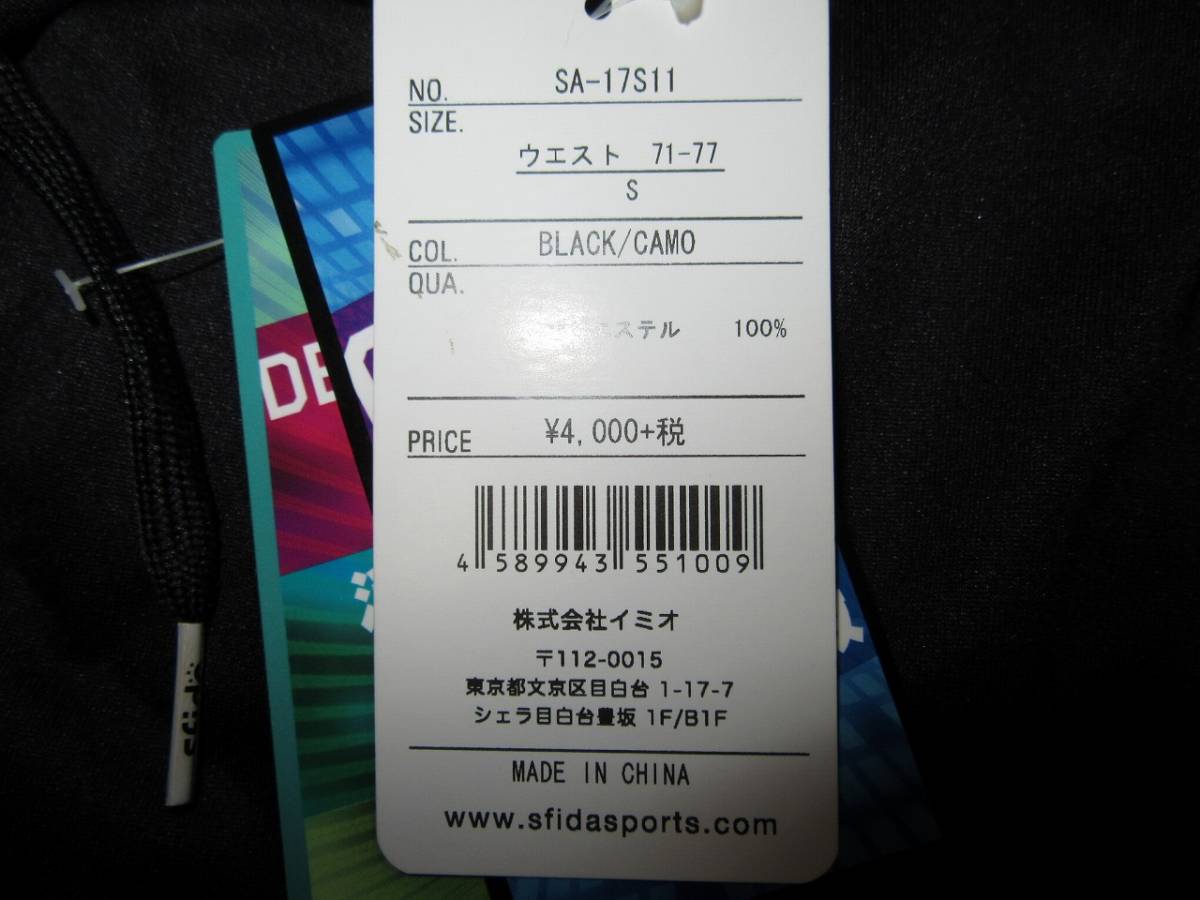 NO. SA-17S11
SIZE.
ウエスト 71-77
S
COL. BLACK/CAMO
QUA.
エステル 100%
PRICE ¥4,000+税
4 589943 551009
株式会社イミオ
〒112-0015
東京都文京区目白台 1-17-7
シェラ目白台豊坂 1F/B1F
MADE IN CHINA
www.sfidasports.com
DE
sfida